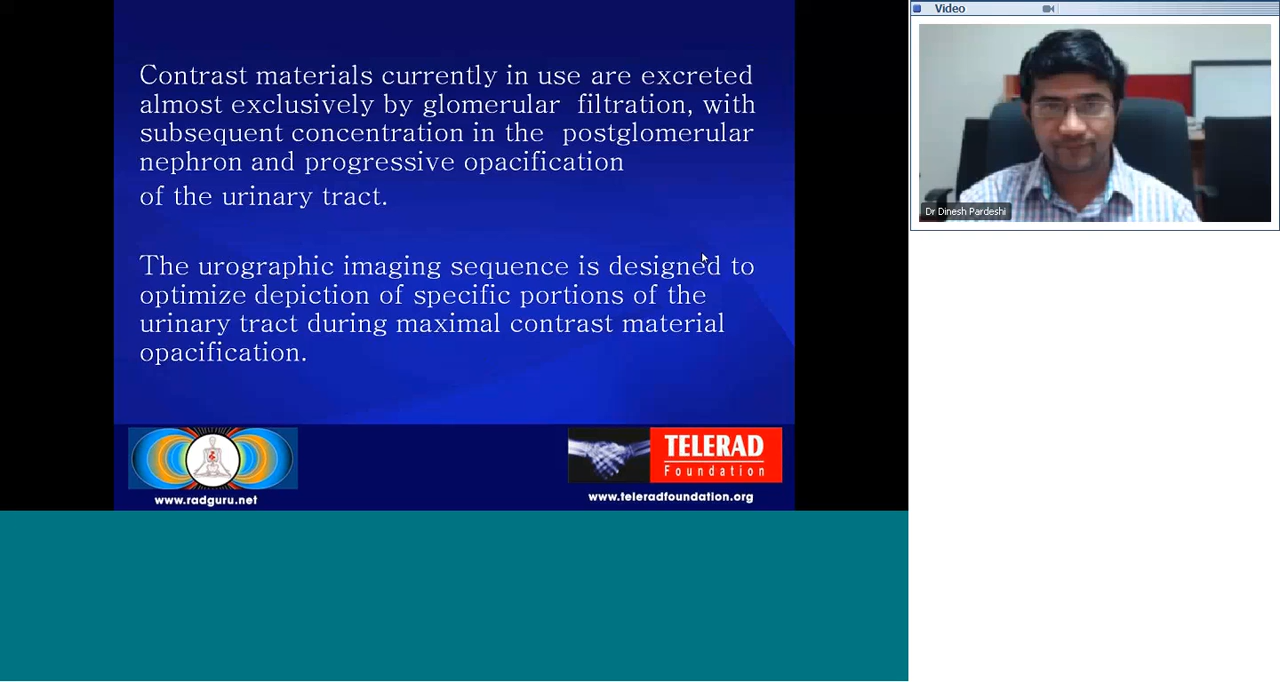 Contrast materials currently in use are excreted
almost exclusively by glomerular filtration, with
subsequent concentration in the postglomerular
nephron and progressive opacification
of the urinary tract.
The urographic imaging sequence is designed to
optimize depiction of specific portions of the
urinary tract during maximal contrast material
opacification.
www.radguru.net
TELERAD
Foundation
www.teleradfoundation.org
Video
Dr Dinesh Pardeshi